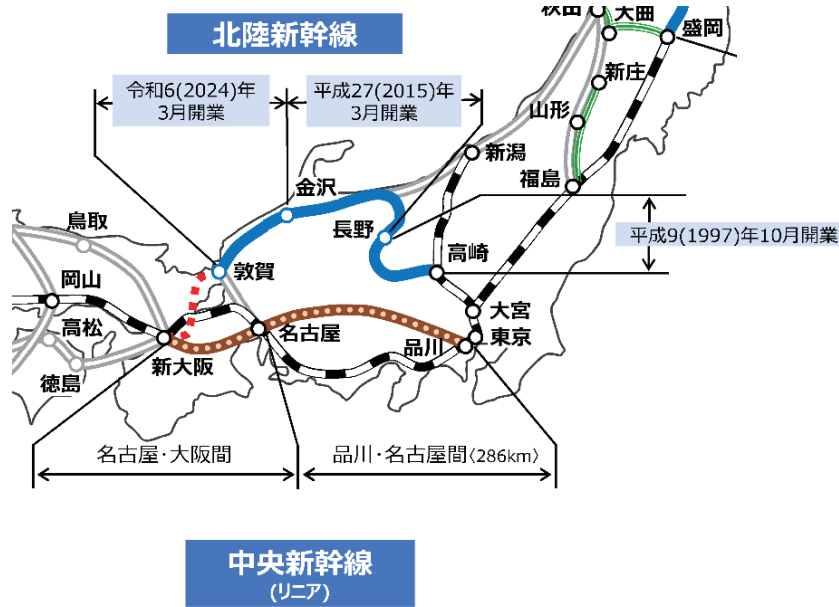 北陸新幹線
令和6(2024)年
3月開業
平成27(2015)年
3月開業
秋田
大曲
盛岡
新庄
山形
新潟
福島
金沢
長野
高崎
平成9(1997)年10月開業
鳥取
敦賀
岡山
高松
徳島
新大阪
名古屋
品川
大宮
東京
名古屋・大阪間
品川・名古屋間〈286km〉
中央新幹線
(リニア)